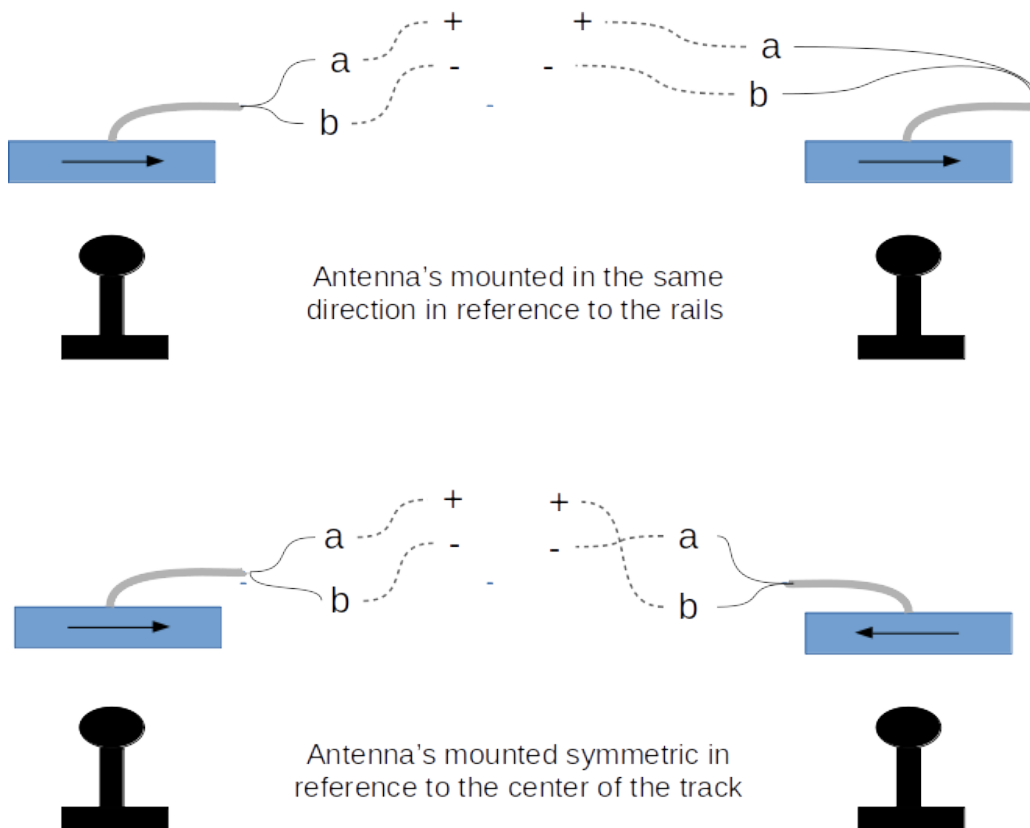 + +
a a
- -
b b
-
Antenna's mounted in the same
direction in reference to the rails
+ +
a a
- -
b b
- -
Antenna's mounted symmetric in
reference to the center of the track